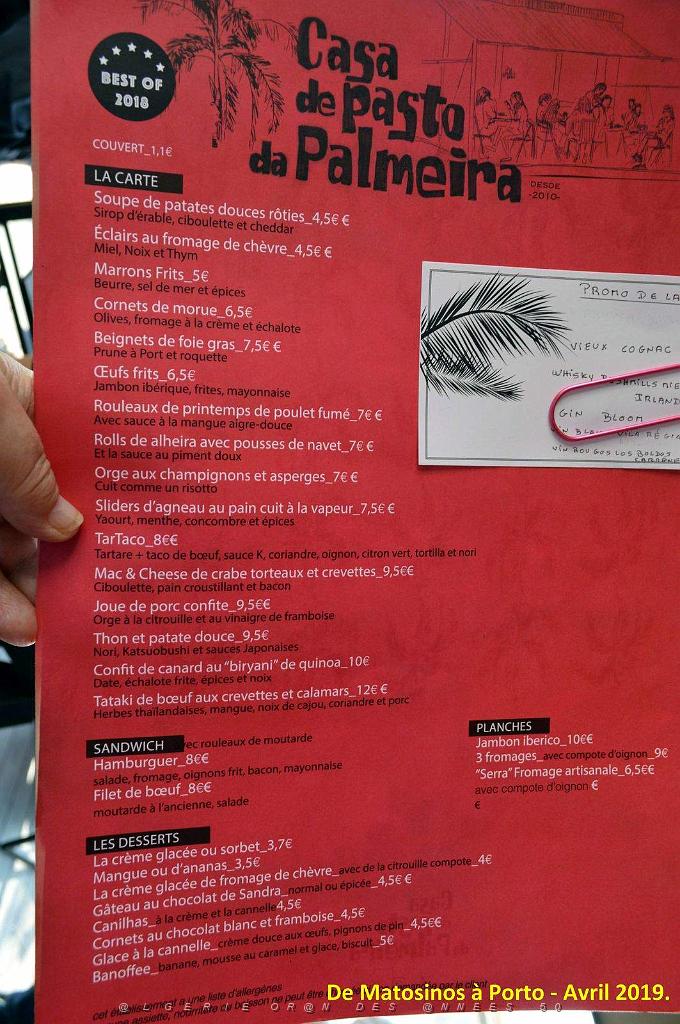 BEST OF
2018
Casa
de pasto
da Palmeira
DESDE
-2010-
COUVERT_1,1€
LA CARTE
Soupe de patates douces rôties_4,5€ €
Sirop d'érable, ciboulette et cheddar
Éclairs au fromage de chèvre_4,5€ €
Miel, Noix et Thym
Marrons Frits_5€
Beurre, sel de mer et épices
Cornets de morue_6,5€
Olives, fromage à la crème et échalote
Beignets de foie gras_7,5€ €
Prune à Port et roquette
Œufs frits_6,5€
Jambon ibérique, frites, mayonnaise
Rouleaux de printemps de poulet fumé_7€ €
Avec sauce à la mangue aigre-douce
Rolls de alheira avec pousses de navet_7€ €
Et la sauce au piment doux
Orge aux champignons et asperges_7€ €
Cult comme un risotto
Sliders d'agneau au pain cuit à la vapeur_7,5€ €
Yaourt, menthe, concombre et épices
TarTaco_8€€
Tartare + taco de bœuf, sauce K, coriandre, oignon, citron vert, tortilla et nori
Mac & Cheese de crabe torteaux et crevettes_9,5€€
Ciboulette, pain croustillant et bacon
Joue de porc confite_9,5€€
Orge à la citrouille et au vinaigre de framboise
Thon et patate douce_9,5€
Nori, Katsuobushi et sauces Japonaises
Confit de canard au "biryani" de quinoa_10€
Date, échalote frite, épices et noix
Tataki de bœuf aux crevettes et calamars_12€ €
Herbes thaïlandaises, mangue, noix de cajou, coriandre et porc
PROMO DE LA
VIEUX COGNAC
WHISKY
IRLAND
GIN BLOOM
VILA RÉGIA
VIN ROUGOS LOS BOLDOS
SANDWICH
vec rouleaux de moutarde
Hamburguer_8€€
salade, fromage, oignons frit, bacon, mayonnaise
Filet de bœuf_8€€
moutarde à l'ancienne, salade
PLANCHES
Jambon iberico_10€€
3 fromages_avec compote d'oignon_9€
"Serra" Fromage artisanale_6,5€€
avec compote d'oignon €
€
LES DESSERTS
La crème glacée ou sorbet_3,7€
Mangue ou d'ananas_3,5€
La crème glacée de fromage de chèvre_avec de la citrouille compote_4€
Gâteau au chocolat de Sandra_normal ou épicée_4,5€ €
Canilhas_à la crème et la cannelle4,5€
Cornets au chocolat blanc et framboise_4,5€
Glace à la cannelle_crème douce aux œufs, pignons de pin_4,5€€
Banoffee_banane, mousse au caramel et glace, biscuit_5€
cet établissement a une liste d'allergènes
De Matosinos à Porto - Avril 2019.